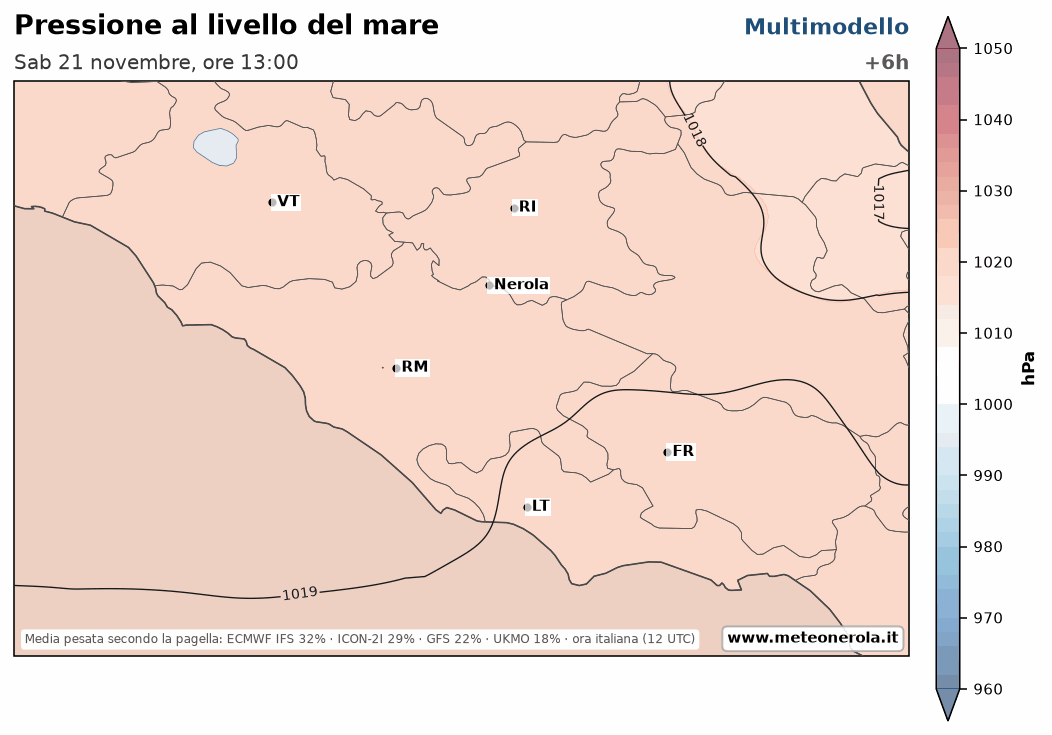 Pressione al livello del mare
Multimodello
Sab 21 novembre, ore 13:00
+6h
1050
1040
1030
1020
1010
1000
990
980
970
960
hPa
1018
1017
VT
RI
Nerola
RM
FR
LT
1019
Media pesata secondo la pagella: ECMWF IFS 32% · ICON-2I 29% · GFS 22% · UKMO 18% · ora italiana (12 UTC)
www.meteonerola.it